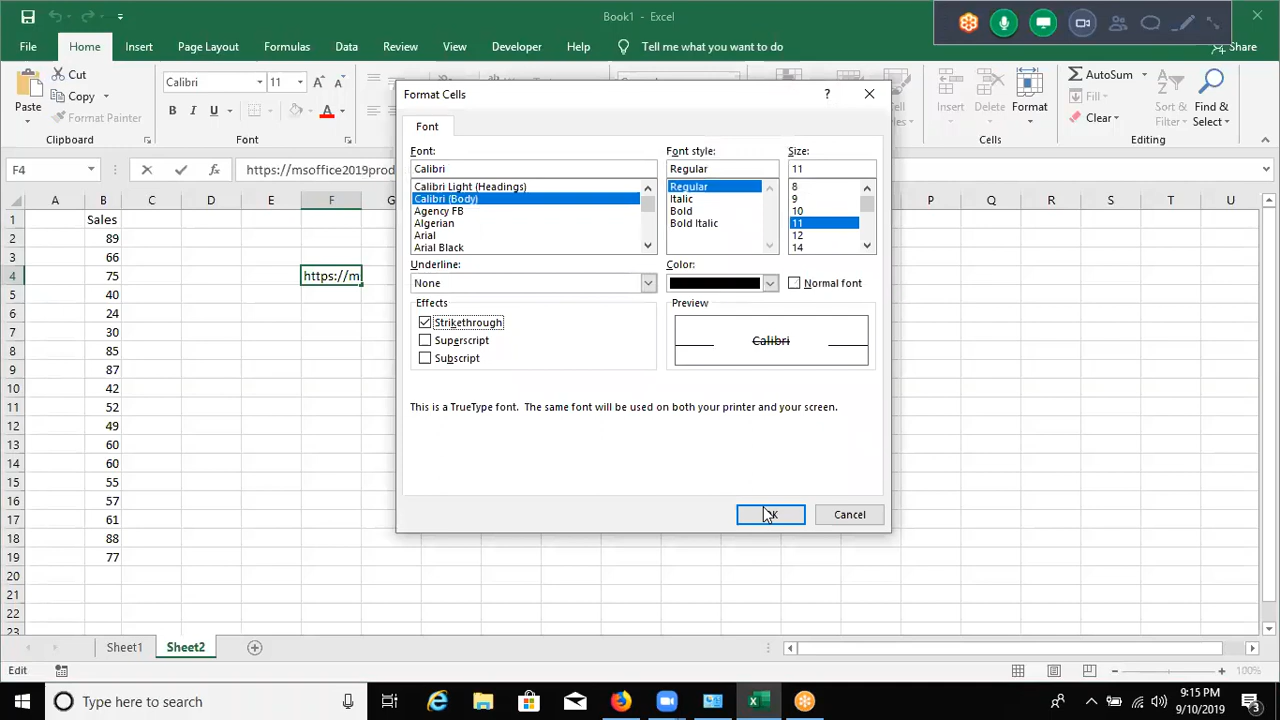 Book1 - Excel
File Home Insert Page Layout Formulas Data Review View Developer Help Tell me what you want to do Share
Paste Cut Copy Format Painter Clipboard
Calibri 11 B I U Font
Insert Delete Format Cells
AutoSum Fill Clear Sort & Filter Find & Select Editing
F4 https://msoffice2019prod
Format Cells ?
Font
Font: Font style: Size:
Calibri Regular 11
Calibri Light (Headings) Regular 8
Calibri (Body) Italic 9
Agency FB Bold 10
Algerian Bold Italic 11
Arial 12
Arial Black 14
Underline: Color:
None Normal font
Effects Preview
Strikethrough
Superscript Calibri
Subscript
This is a TrueType font. The same font will be used on both your printer and your screen.
Cancel
A B C D E F G P Q R S T U
1 Sales
2 89
3 66
4 75 https://m
5 40
6 24
7 30
8 85
9 87
10 42
11 52
12 49
13 60
14 60
15 55
16 57
17 61
18 88
19 77
20
21
22
23
Sheet1 Sheet2
Edit 100%
Type here to search
9:15 PM
9/10/2019
3